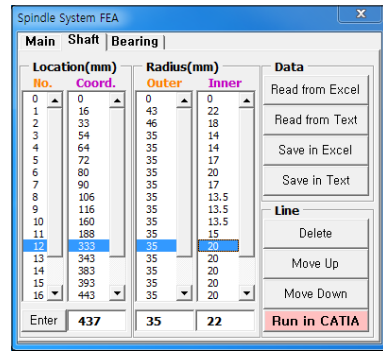 Spindle System FEA x
Main Shaft Bearing
Location(mm) Radius(mm) Data
No. Coord. Outer Inner
0 0 0 0
1 16 43 22
2 33 46 18
3 54 35 14
4 64 35 14
5 72 35 17
6 80 35 20
7 90 35 17
8 106 35 13.5
9 116 35 13.5
10 160 35 13.5
11 188 35 15
12 333 35 20
13 343 35 20
14 383 35 20
15 393 35 20
16 443 35 20
Enter 437 35 22
Read from Excel
Read from Text
Save in Excel
Save in Text
Line
Delete
Move Up
Move Down
Run in CATIA